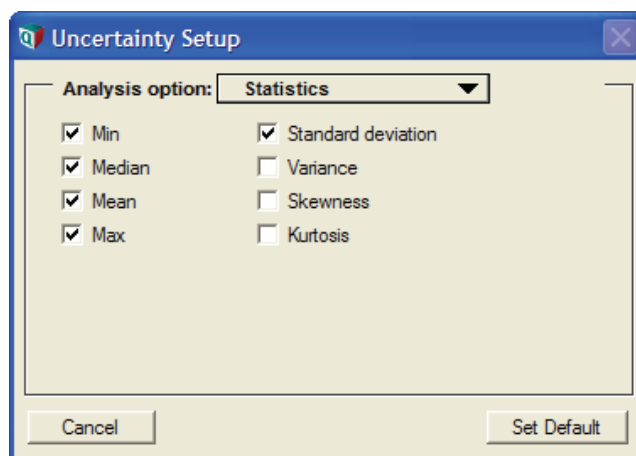 Uncertainty Setup
Analysis option: Statistics
Min
Standard deviation
Median
Variance
Mean
Skewness
Max
Kurtosis
Cancel
Set Default